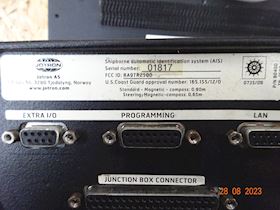 JOTRON
Jotron AS
N-3280 Tjodalyng, Norway
www.jotron.com
Shipborne automatic identification system (AIS)
Serial number: 01817
FCC ID: RA9TR2500
U.S.Coast Guard approval number: 165.155/12/0
Standard - Magnetic - compass: 0,80m
Steering-Magnetic-compass: 0,65m
0735/08
P/N 80460
EXTRA I/O
PROGRAMMING
LAN
JUNCTION BOX CONNECTOR
28 08 2023